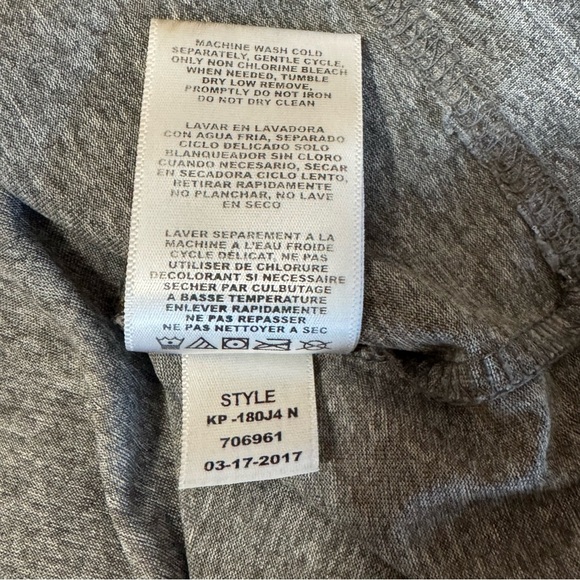 MACHINE WASH COLD
SEPARATELY, GENTLE CYCLE,
ONLY NON CHLORINE BLEACH
WHEN NEEDED, TUMBLE
DRY LOW REMOVE,
PROMPTLY DO NOT IRON
DO NOT DRY CLEAN
LAVAR EN LAVADORA
CON AGUA FRIA, SEPARADO
CICLO DELICADO SOLO
BLANQUEADOR SIN CLORO
CUANDO NECESARIO, SECAR
EN SECADORA CICLO LENTO,
RETIRAR RAPIDAMENTE
NO PLANCHAR, NO LAVE
EN SECO
LAVER SEPAREMENT A LA
MACHINE A L'EAU FROIDE
CYCLE DÉLICAT, NE PAS
UTILISER DE CHLORURE
DECOLORANT SI NECESSAIRE
SECHER PAR CULBUTAGE
A BASSE TEMPERATURE
ENLEVER RAPIDEMENT
NE PAS REPASSER
NE PAS NETTOYER A SEC
STYLE
KP -180J4 N
706961
03-17-2017